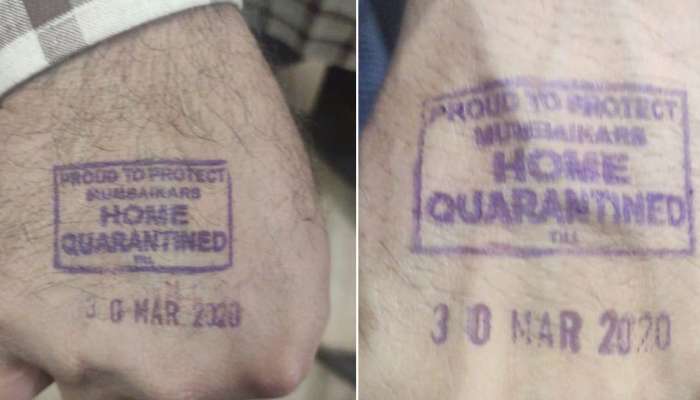 PROUD TO PROTECT
MUMBAIKARS
HOME
QUARANTINED
TILL
30 MAR 2020
PROUD TO PROTECT
MUMBAIKARS
HOME
QUARANTINED
TILL
30 MAR 2020